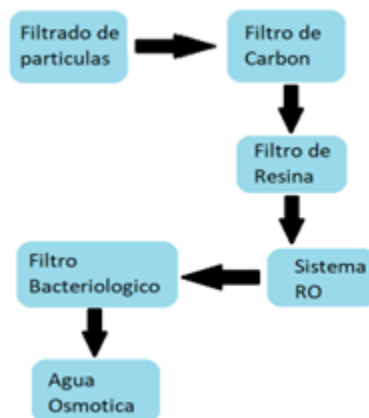 Filtrado de
particulas
Filtro de
Carbon
Filtro de
Resina
Sistema
RO
Filtro
Bacteriologico
Agua
Osmotica